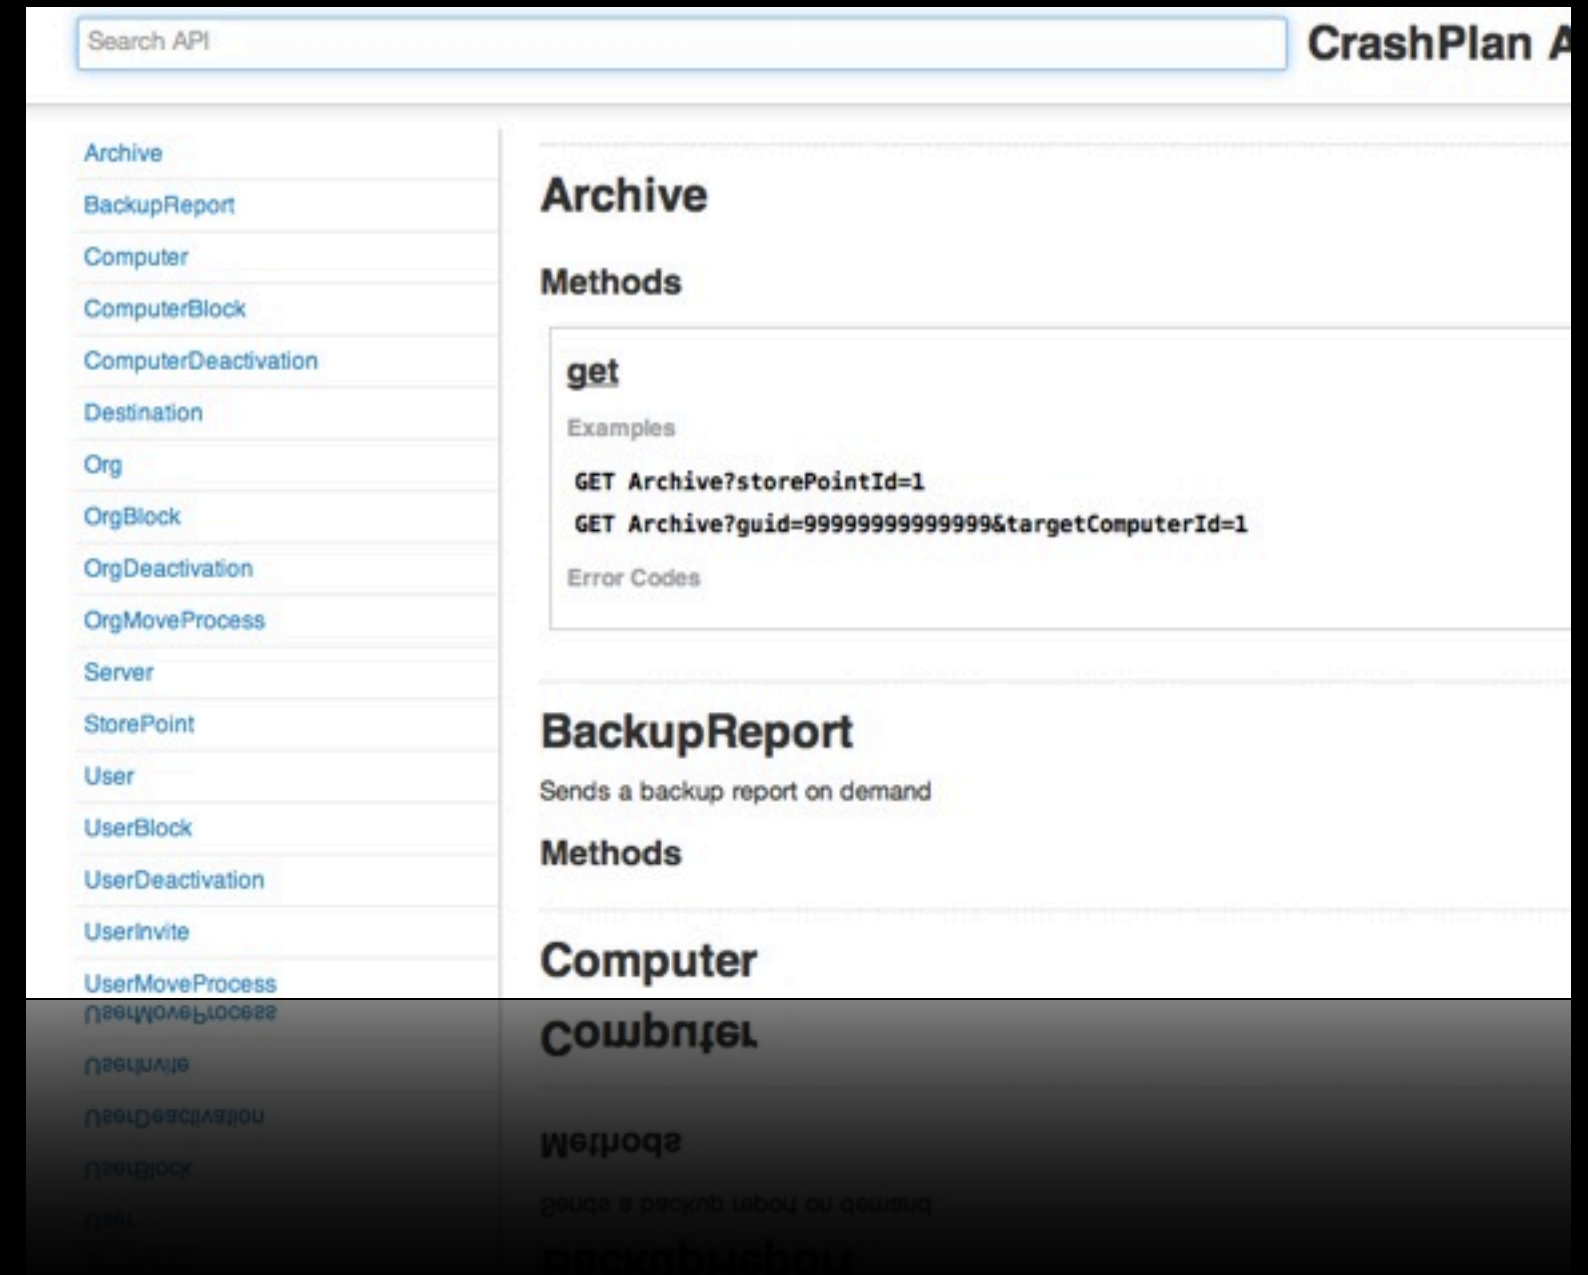 Search API
CrashPlan A
Archive
BackupReport
Computer
ComputerBlock
ComputerDeactivation
Destination
Org
OrgBlock
OrgDeactivation
OrgMoveProcess
Server
StorePoint
User
UserBlock
UserDeactivation
UserInvite
UserMoveProcess
Archive
Methods
get
Examples
GET Archive?storePointId=1
GET Archive?guid=99999999999999&targetComputerId=1
Error Codes
BackupReport
Sends a backup report on demand
Methods
Computer